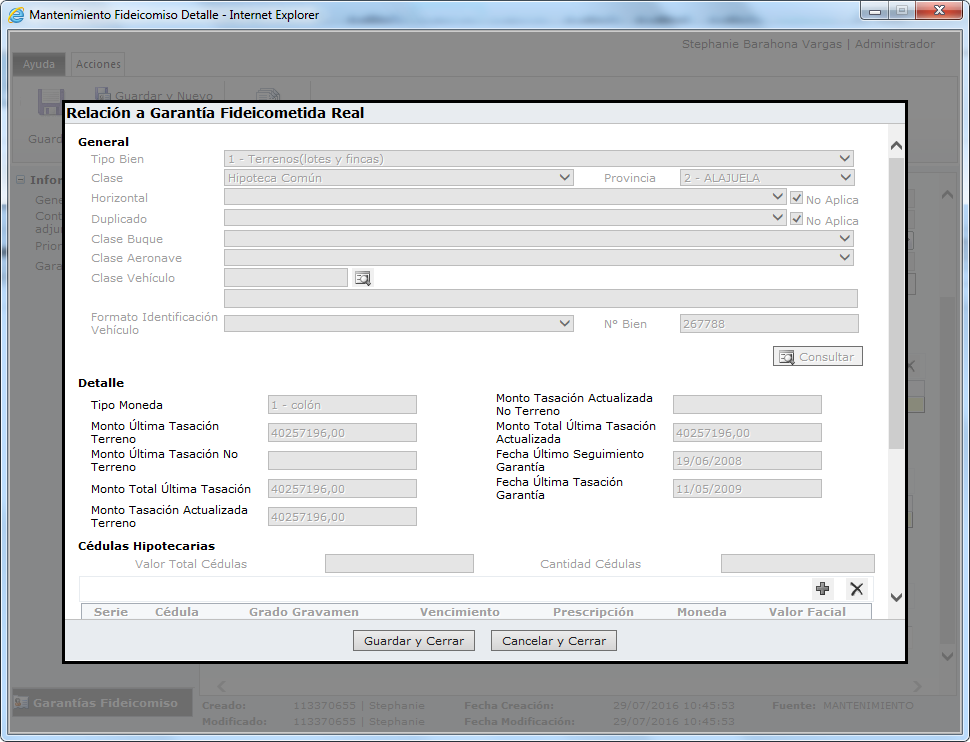 Mantenimiento Fideicomiso Detalle - Internet Explorer
Stephanie Barahona Vargas | Administrador
Ayuda Acciones
Guardar y Nuevo
Guard
Relación a Garantía Fideicometida Real
General
Tipo Bien 1 - Terrenos(lotes y fincas)
Clase Hipoteca Común Provincia 2 - ALAJUELA
Horizontal No Aplica
Duplicado No Aplica
Clase Buque
Clase Aeronave
Clase Vehículo
Formato Identificación
Vehículo
N° Bien 267788
Consultar
Infor
Gene
Cont
adju
Prior
Gara
Detalle
Tipo Moneda 1 - colón
Monto Tasación Actualizada
No Terreno
Monto Última Tasación
Terreno
40257196,00
Monto Total Última Tasación
Actualizada
40257196,00
Monto Última Tasación No
Terreno
Fecha Último Seguimiento
Garantía
19/06/2008
Monto Total Última Tasación 40257196,00
Fecha Última Tasación
Garantía
11/05/2009
Monto Tasación Actualizada
Terreno
40257196,00
Cédulas Hipotecarias
Valor Total Cédulas Cantidad Cédulas
Serie Cédula Grado Gravamen Vencimiento Prescripción Moneda Valor Facial
Guardar y Cerrar Cancelar y Cerrar
Garantías Fideicomiso
Creado: 113370655 | Stephanie Fecha Creación: 29/07/2016 10:45:53 Fuente: MANTENIMIENTO
Modificado: 113370655 | Stephanie Fecha Modificación: 29/07/2016 10:45:53